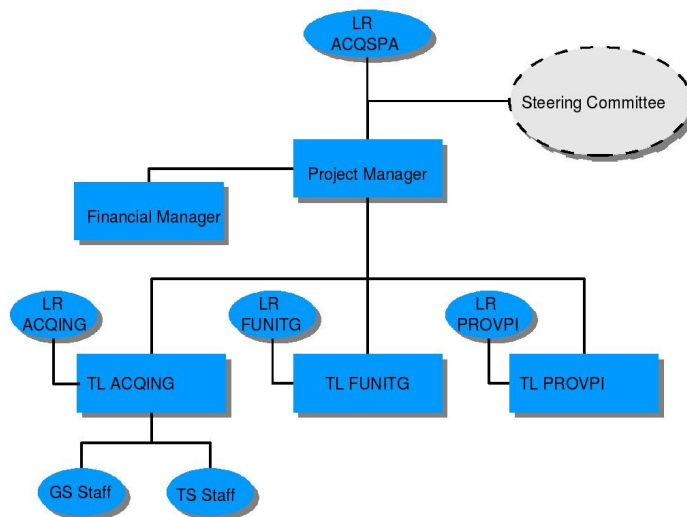 LR
ACQSPA
Steering Committee
Project Manager
Financial Manager
LR
ACQING
LR
FUNITG
LR
PROVPI
TL ACQING
TL FUNITG
TL PROVPI
GS Staff
TS Staff